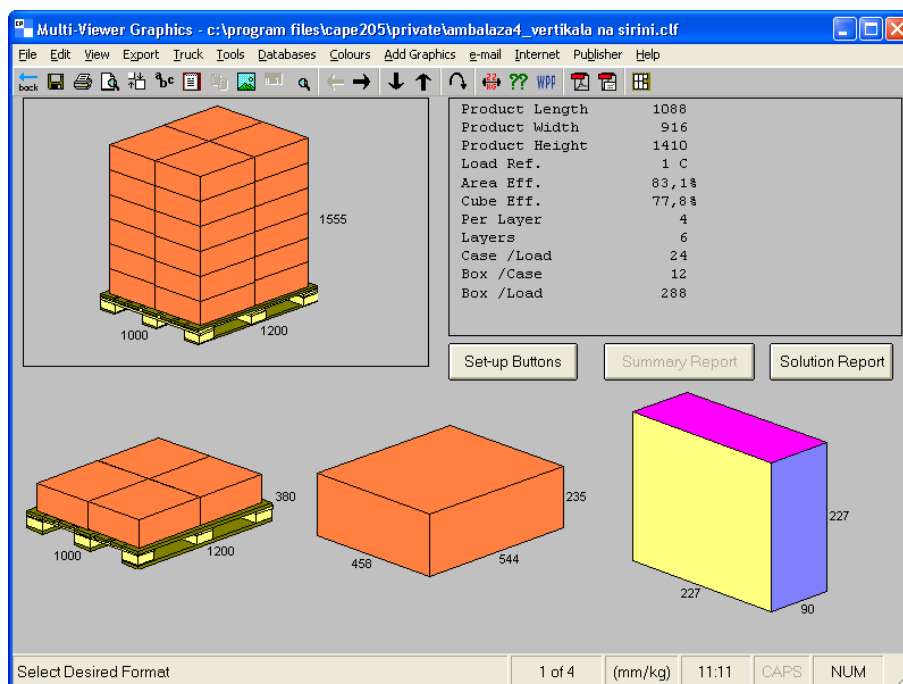 Multi-Viewer Graphics - c:\program files\cape205\private\ambalaza4_vertikala na sirini.clf
File Edit View Export Truck Tools Databases Colours Add Graphics e-mail Internet Publisher Help
back abc ?? WPP
Product Length 1088
Product Width 916
Product Height 1410
Load Ref. 1 C
Area Eff. 83,1%
Cube Eff. 77,8%
Per Layer 4
Layers 6
Case /Load 24
Box /Case 12
Box /Load 288
1555
1000
1200
Set-up Buttons
Summary Report
Solution Report
380
1000
1200
235
458
544
227
227
90
Select Desired Format
1 of 4
(mm/kg)
11:11
CAPS
NUM